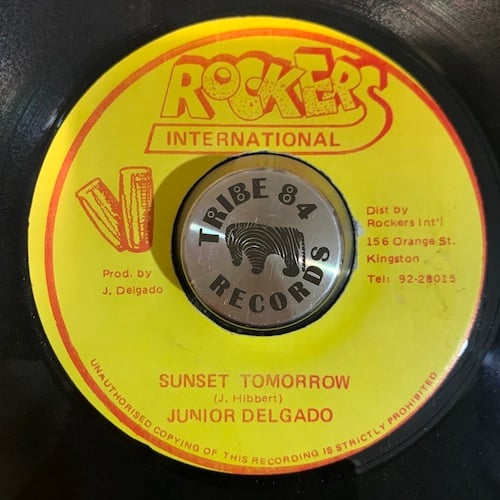 ROCKERS
INTERNATIONAL
TRIBE 84
RECORDS
Prod. by
J. Delgado
Dist by
Rockers Int'l
156 Orange St.
Kingston
Tel: 92-28015
SUNSET TOMORROW
(J. Hibbert)
JUNIOR DELGADO
UNAUTHORISED COPYING OF THIS RECORDING IS STRICTLY PROHIBITED